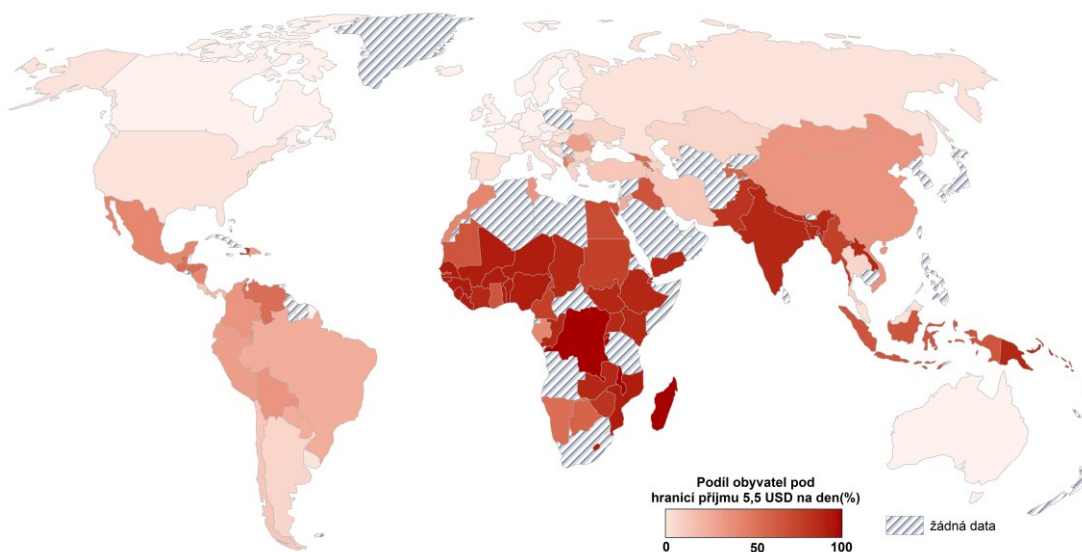 Podíl obyvatel pod
hranicí příjmu 5,5 USD na den(%)
0 50 100
žádná data